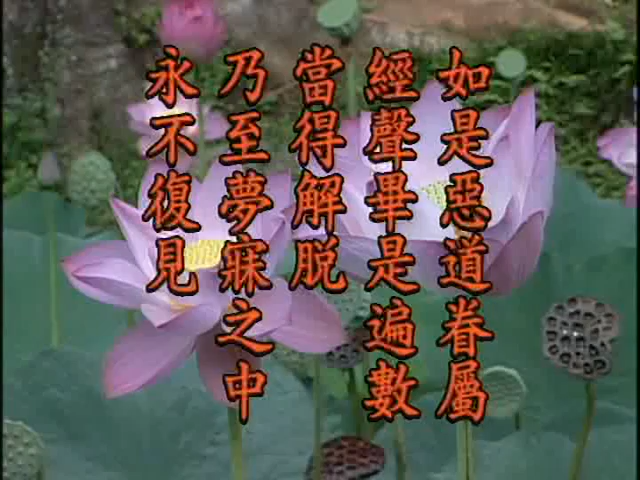 如是惡道眷屬
經聲畢是遍數
當得解脱
乃至夢寐之中
永不復見